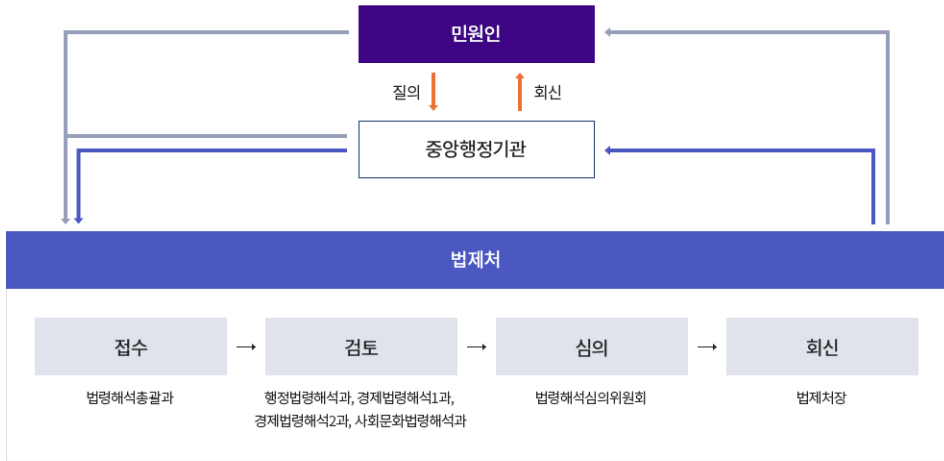 민원인
질의
회신
중앙행정기관
법제처
접수
검토
심의
회신
법령해석총괄과
행정법령해석과, 경제법령해석1과,
경제법령해석2과, 사회문화법령해석과
법령해석심의위원회
법제처장